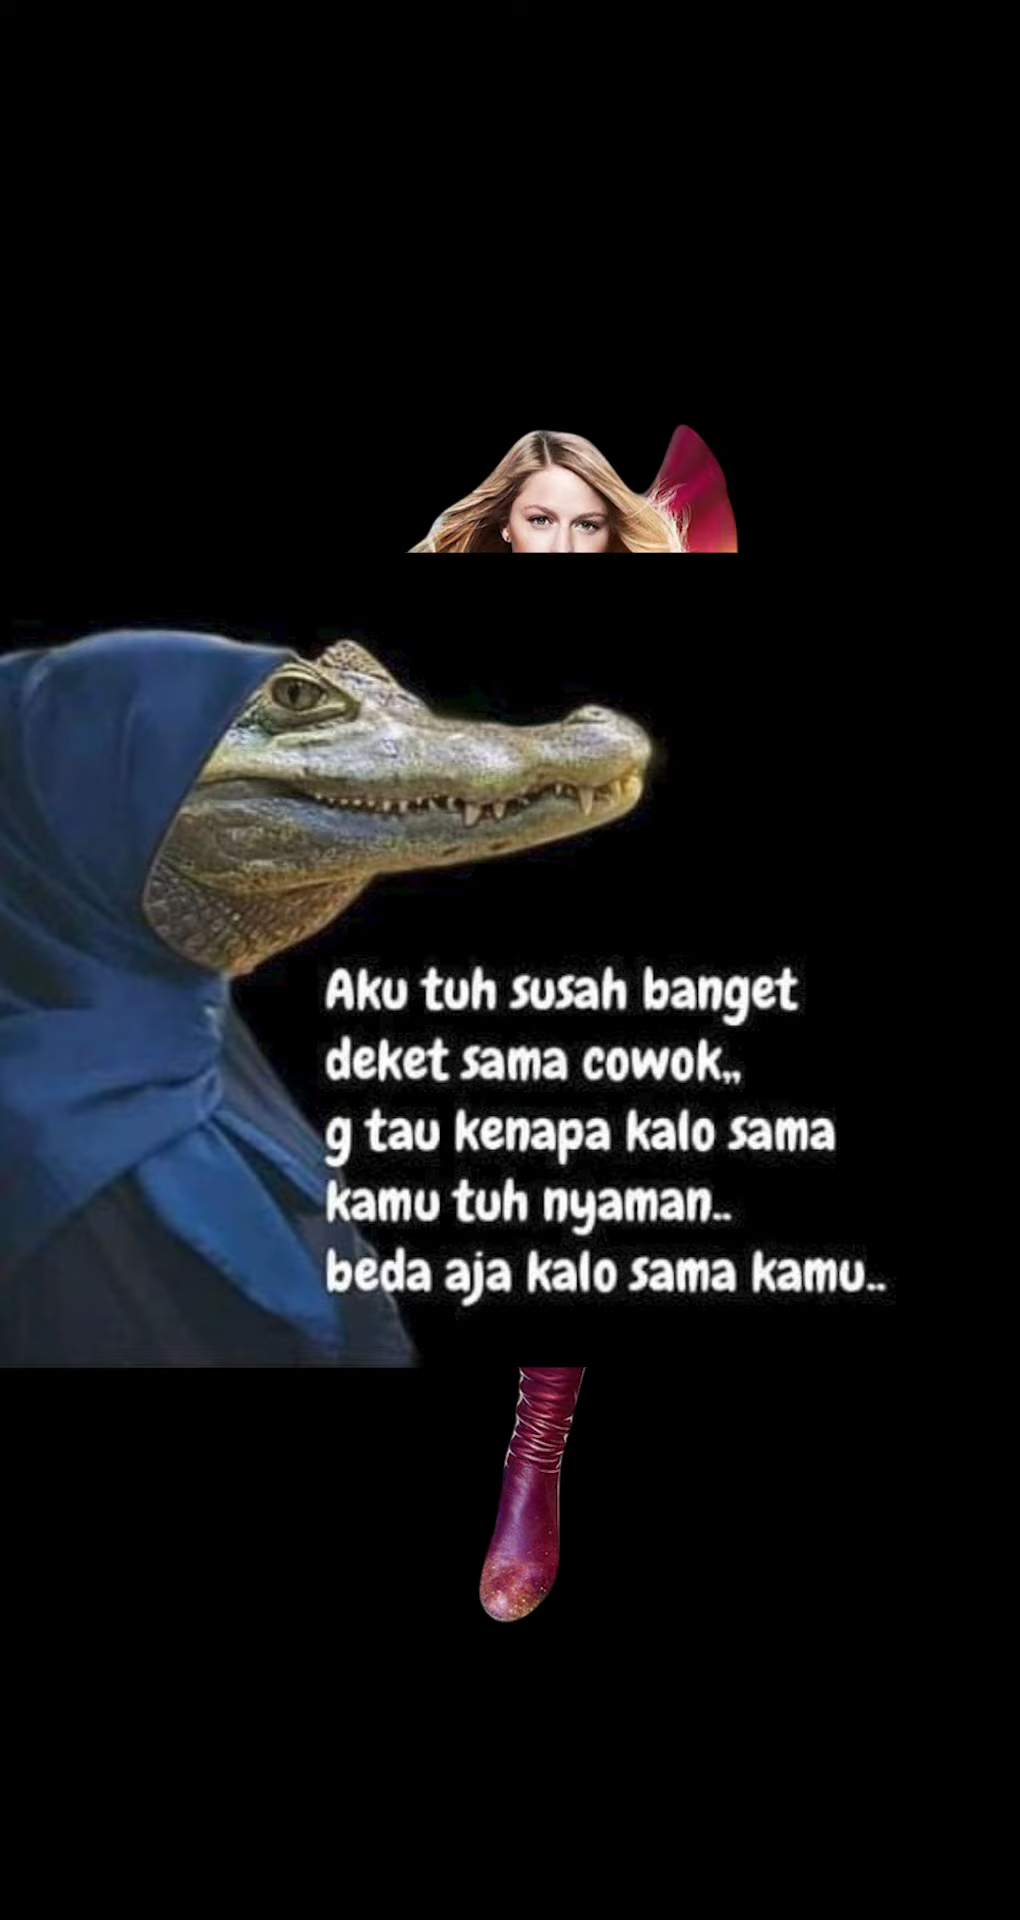 Aku tuh susah banget
deket sama cowok,,
g tau kenapa kalo sama
kamu tuh nyaman..
beda aja kalo sama kamu..